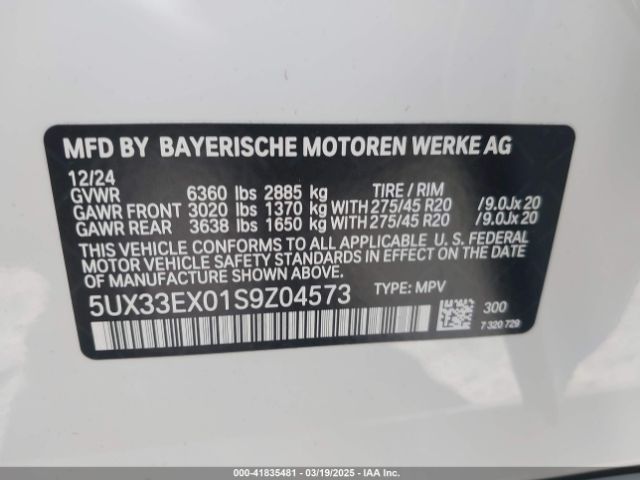 MFD BY BAYERISCHE MOTOREN WERKE AG
12/24
GVWR 6360 lbs 2885 kg TIRE / RIM
GAWR FRONT 3020 lbs 1370 kg WITH 275/45 R20 /9.0Jx20
GAWR REAR 3638 lbs 1650 kg WITH 275/45 R20 /9.0Jx20
THIS VEHICLE CONFORMS TO ALL APPLICABLE U. S. FEDERAL
MOTOR VEHICLE SAFETY STANDARDS IN EFFECT ON THE DATE
OF MANUFACTURE SHOWN ABOVE.
5UX33EX01S9Z04573 TYPE: MPV
300
7 320 729
© - 41835481 - 03/19/2025 - IAA Inc.